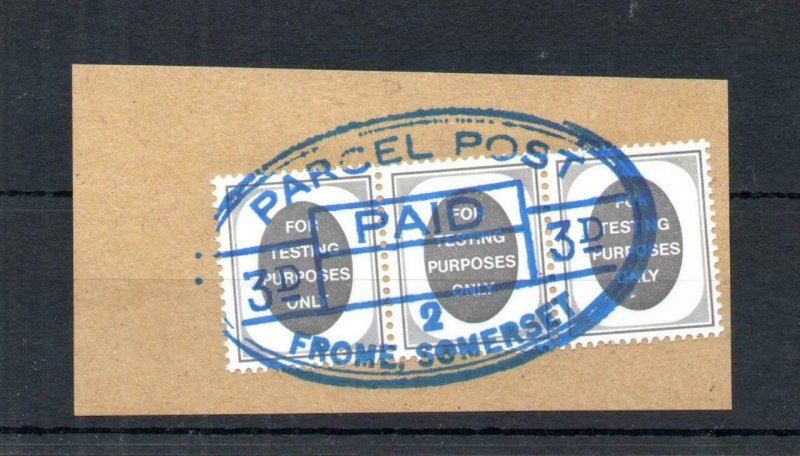 PARCEL POST
PAID
3D
3D
2
FROME, SOMERSET
FOR
TESTING
PURPOSES
ONLY
FOR
TESTING
PURPOSES
ONLY
FOR
TESTING
PURPOSES
ONLY